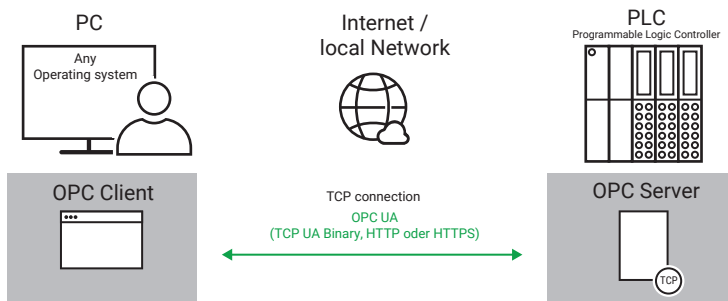 PC
Any
Operating system
Internet /
local Network
PLC
Programmable Logic Controller
OPC Client
TCP connection
OPC UA
(TCP UA Binary, HTTP oder HTTPS)
OPC Server
TCP